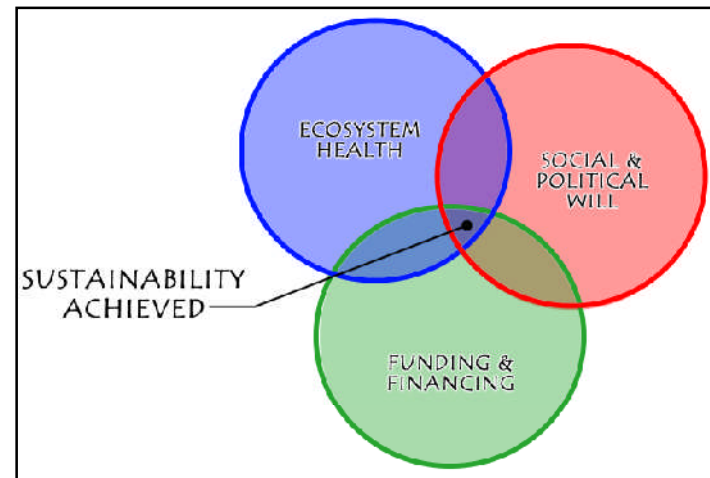 ECOSYSTEM
HEALTH
SOCIAL &
POLITICAL
WILL
SUSTAINABILITY
ACHIEVED
FUNDING &
FINANCING